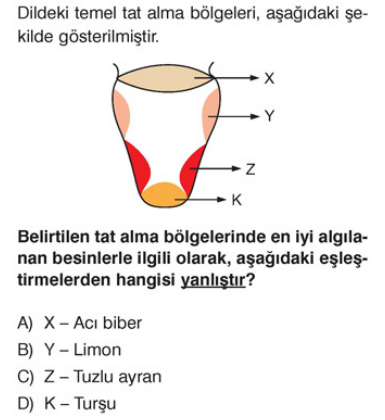 Dildeki temel tat alma bölgeleri, aşağıdaki şe-
kilde gösterilmiştir.
X
Y
Z
K
Belirtilen tat alma bölgelerinde en iyi algıla-
nan besinlerle ilgili olarak, aşağıdaki eşleş-
tirmelerden hangisi yanlıştır?
A) X – Acı biber
B) Y – Limon
C) Z – Tuzlu ayran
D) K – Turşu